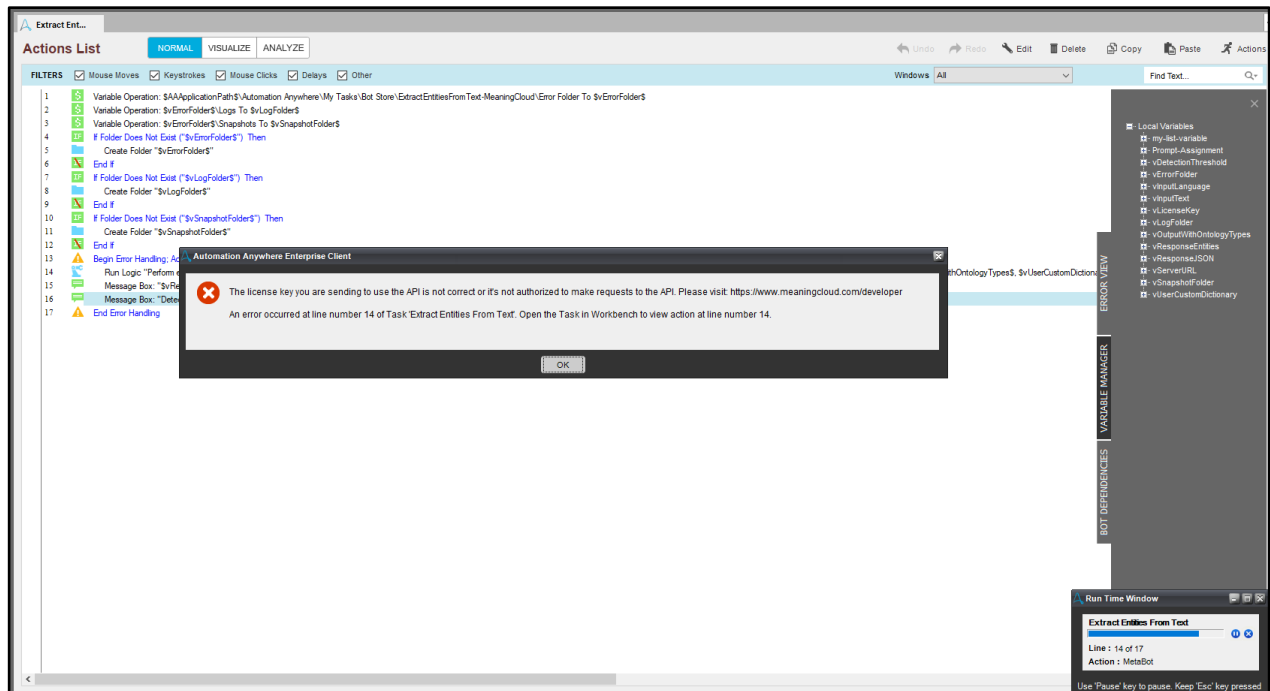 Extract Ent...
Actions List NORMAL VISUALIZE ANALYZE Undo Redo Edit Delete Copy Paste Actions
FILTERS Mouse Moves Keystrokes Mouse Clicks Delays Other Windows All Find Text...
1 Variable Operation: $AAApplicationPath$\Automation Anywhere\My Tasks\Bot Store\ExtractEntitiesFromText-MeaningCloud\Error Folder To $vErrorFolder$
2 Variable Operation: $vErrorFolder$\Logs To $vLogFolder$
3 Variable Operation: $vErrorFolder$\Snapshots To $vSnapshotFolder$
4 IF If Folder Does Not Exist ("$vErrorFolder$") Then
5 Create Folder "$vErrorFolder$"
6 End If
7 IF If Folder Does Not Exist ("$vLogFolder$") Then
8 Create Folder "$vLogFolder$"
9 End If
10 IF If Folder Does Not Exist ("$vSnapshotFolder$") Then
11 Create Folder "$vSnapshotFolder$"
12 End If
13 Begin Error Handling; Ac
14 Run Logic "Perform e ithOntologyTypes$, $vUserCustomDictiona
15 Message Box: "$vRe
16 Message Box: "Dete
17 End Error Handling
Automation Anywhere Enterprise Client
The license key you are sending to use the API is not correct or it's not authorized to make requests to the API. Please visit: https://www.meaningcloud.com/developer
An error occurred at line number 14 of Task 'Extract Entities From Text'. Open the Task in Workbench to view action at line number 14.
OK
ERROR VIEW
VARIABLE MANAGER
BOT DEPENDENCIES
Local Variables
my-list-variable
Prompt-Assignment
vDetectionThreshold
vErrorFolder
vInputLanguage
vInputText
vLicenseKey
vLogFolder
vOutputWithOntologyTypes
vResponseEntities
vResponseJSON
vServerURL
vSnapshotFolder
vUserCustomDictionary
Run Time Window
Extract Entities From Text
Line : 14 of 17
Action : MetaBot
Use 'Pause' key to pause. Keep 'Esc' key pressed